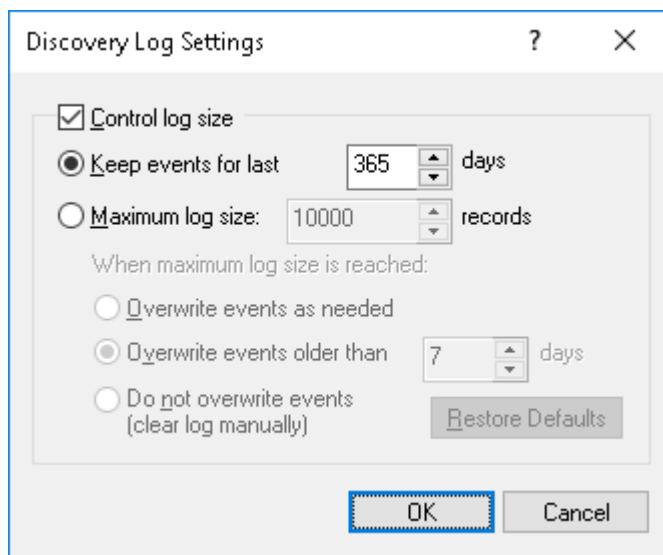 Discovery Log Settings ?
Control log size
Keep events for last 365 days
Maximum log size: 10000 records
When maximum log size is reached:
Overwrite events as needed
Overwrite events older than 7 days
Do not overwrite events
(clear log manually)
Restore Defaults
OK Cancel